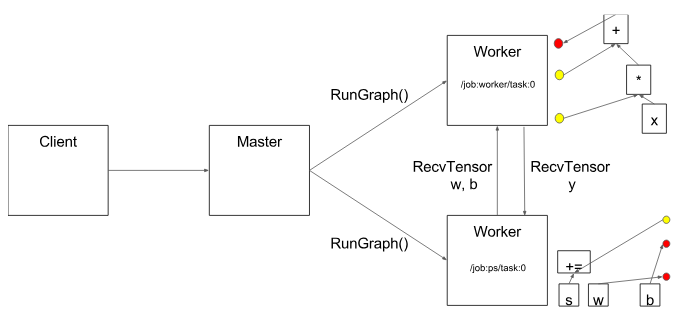 Client
Master
RunGraph()
RunGraph()
Worker
/job:worker/task:0
RecvTensor
w, b
RecvTensor
y
Worker
/job:ps/task:0
+
*
x
+=
s
w
b